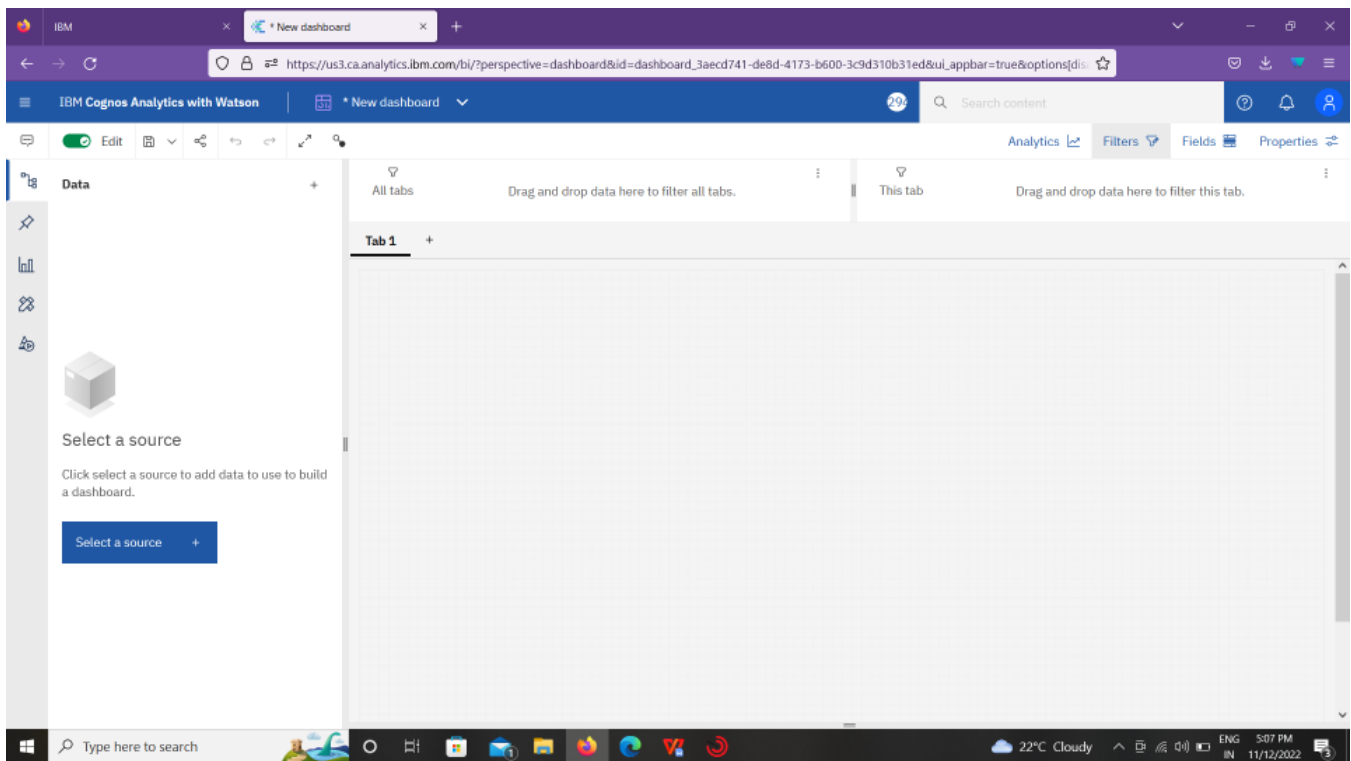 IBM
* New dashboard
https://us3.ca.analytics.ibm.com/bi/?perspective=dashboard&id=dashboard_3aecd741-de8d-4173-b600-3c9d310b31ed&ui_appbar=true&options[dis
IBM Cognos Analytics with Watson
* New dashboard
294
Search content
Edit
Analytics
Filters
Fields
Properties
Data
All tabs
Drag and drop data here to filter all tabs.
This tab
Drag and drop data here to filter this tab.
Tab 1
Select a source
Click select a source to add data to use to build
a dashboard.
Select a source
Type here to search
22°C Cloudy
ENG
IN
5:07 PM
11/12/2022
3